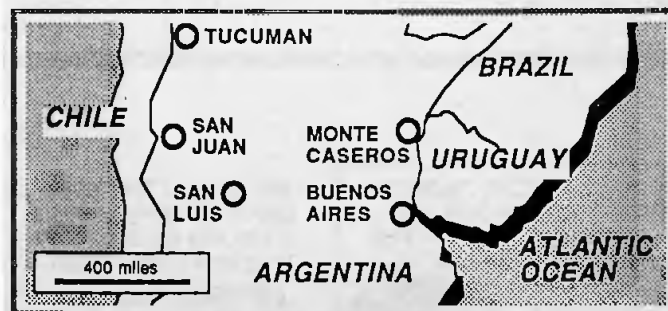 TUCUMAN
BRAZIL
CHILE
SAN
JUAN
MONTE
CASEROS
URUGUAY
SAN
LUIS
BUENOS
AIRES
ATLANTIC
OCEAN
400 miles
ARGENTINA